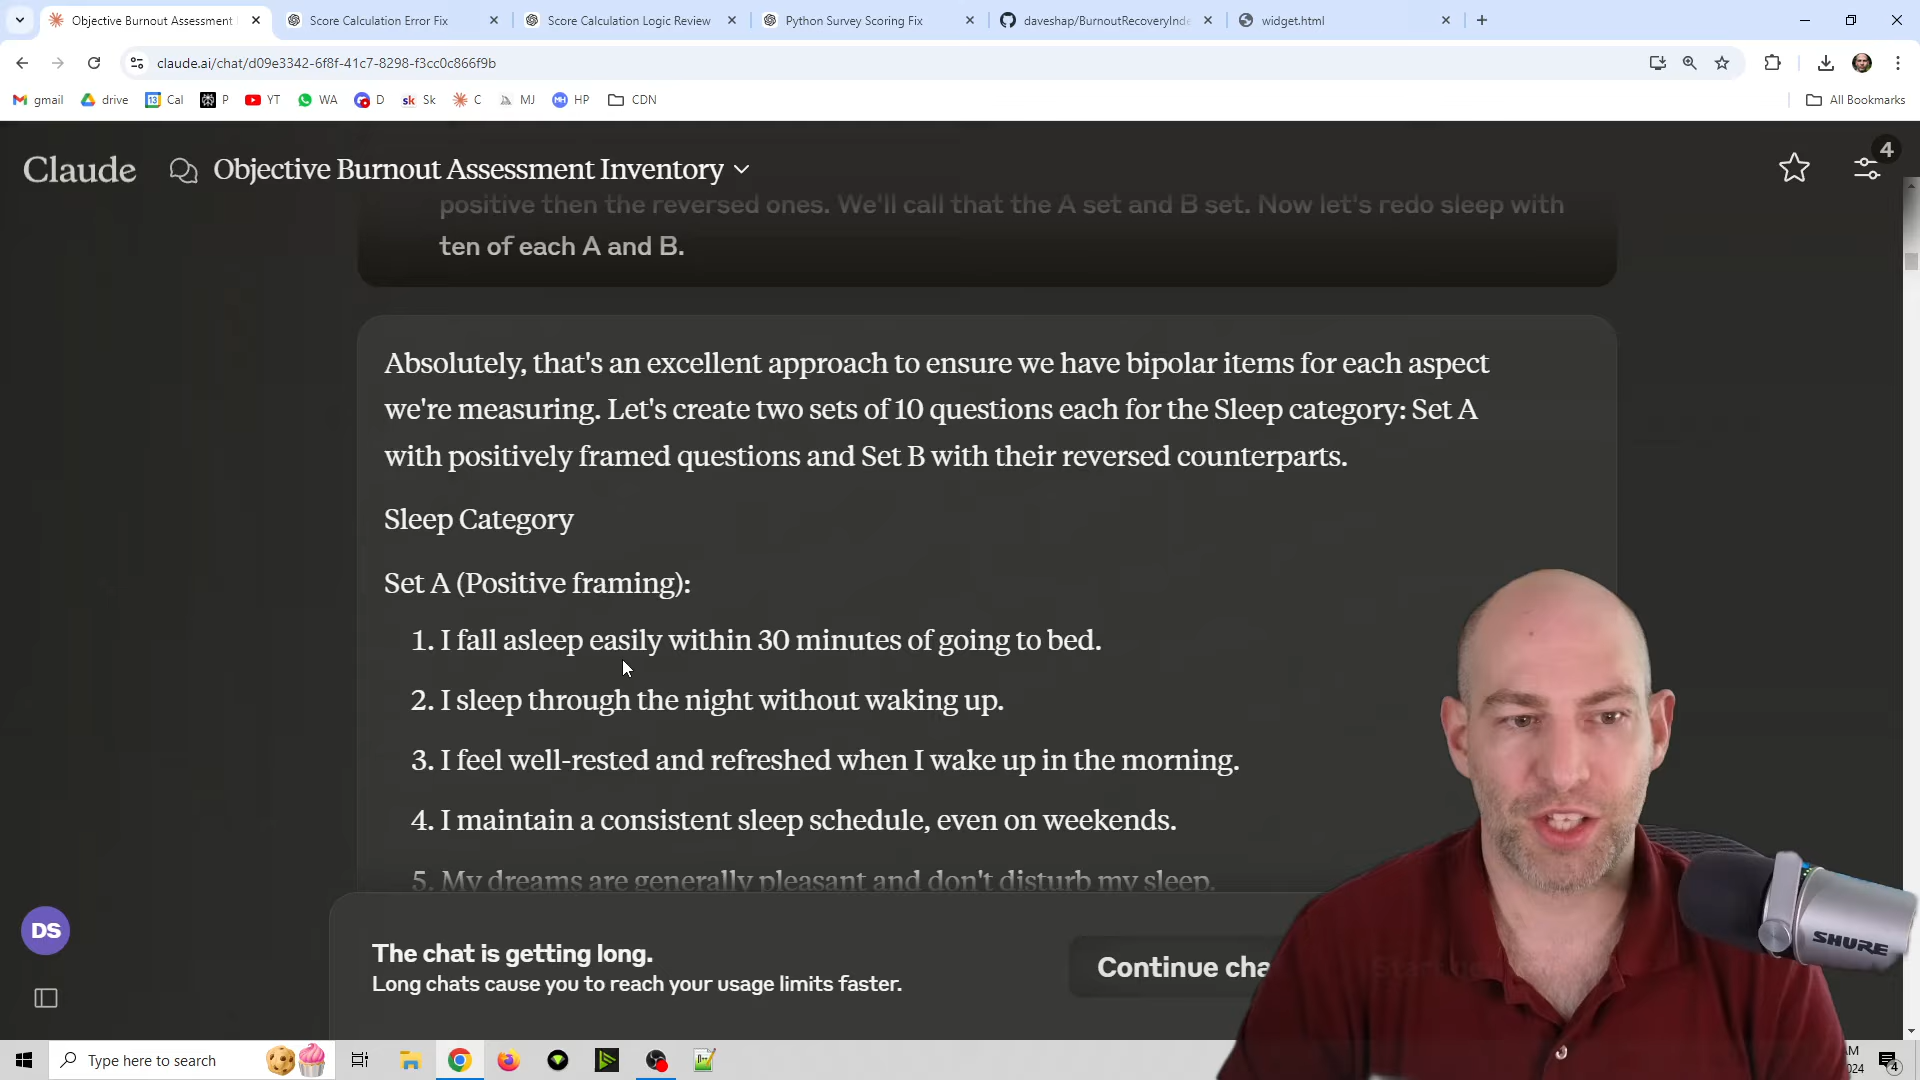 Objective Burnout Assessment
Score Calculation Error Fix
Score Calculation Logic Review
Python Survey Scoring Fix
daveshap/BurnoutRecoveryInde
widget.html
claude.ai/chat/d09e3342-6f8f-41c7-8298-f3cc0c866f9b
gmail
drive
Cal
P
YT
WA
D
sk Sk
C
MJ
HP
CDN
All Bookmarks
Claude
Objective Burnout Assessment Inventory
4
positive then the reversed ones. We'll call that the A set and B set. Now let's redo sleep with
ten of each A and B.
Absolutely, that's an excellent approach to ensure we have bipolar items for each aspect
we're measuring. Let's create two sets of 10 questions each for the Sleep category: Set A
with positively framed questions and Set B with their reversed counterparts.
Sleep Category
Set A (Positive framing):
1. I fall asleep easily within 30 minutes of going to bed.
2. I sleep through the night without waking up.
3. I feel well-rested and refreshed when I wake up in the morning.
4. I maintain a consistent sleep schedule, even on weekends.
5. My dreams are generally pleasant and don't disturb my sleep.
DS
The chat is getting long.
Long chats cause you to reach your usage limits faster.
Continue cha
SHURE
Type here to search
AM
024
4